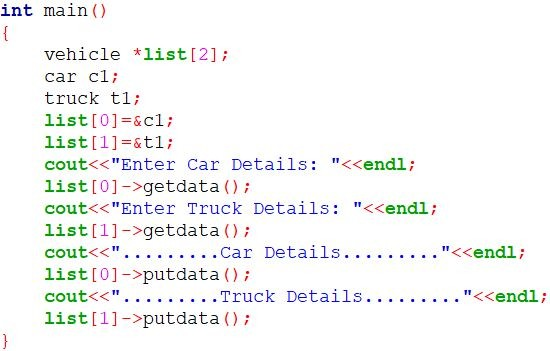 int main()
{
vehicle *list[2];
car c1;
truck t1;
list[0]=&c1;
list[1]=&t1;
cout<<"Enter Car Details: "<<endl;
list[0]->getdata();
cout<<"Enter Truck Details: "<<endl;
list[1]->getdata();
cout<<".........Car Details........."<<endl;
list[0]->putdata();
cout<<".........Truck Details........."<<endl;
list[1]->putdata();
}